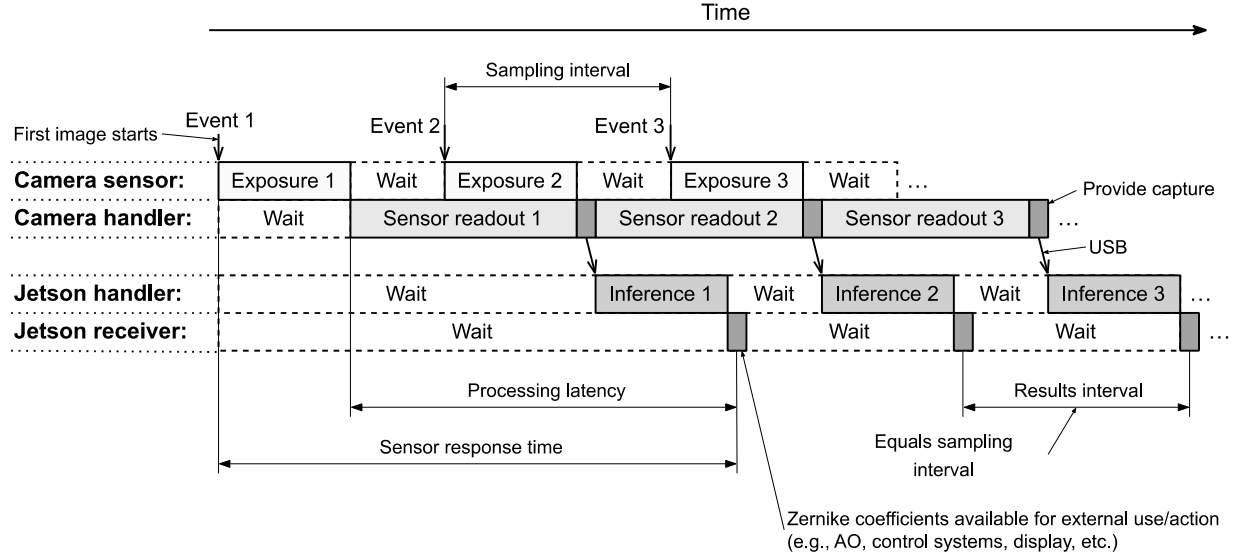 Time
Sampling interval
First image starts
Event 1
Event 2
Event 3
Camera sensor:
Exposure 1
Wait
Exposure 2
Wait
Exposure 3
Wait
...
Provide capture
Camera handler:
Wait
Sensor readout 1
Sensor readout 2
Sensor readout 3
...
USB
Jetson handler:
Wait
Inference 1
Wait
Inference 2
Wait
Inference 3
...
Jetson receiver:
Wait
Wait
Wait
...
Processing latency
Results interval
Sensor response time
Equals sampling
interval
Zernike coefficients available for external use/action
(e.g., AO, control systems, display, etc.)